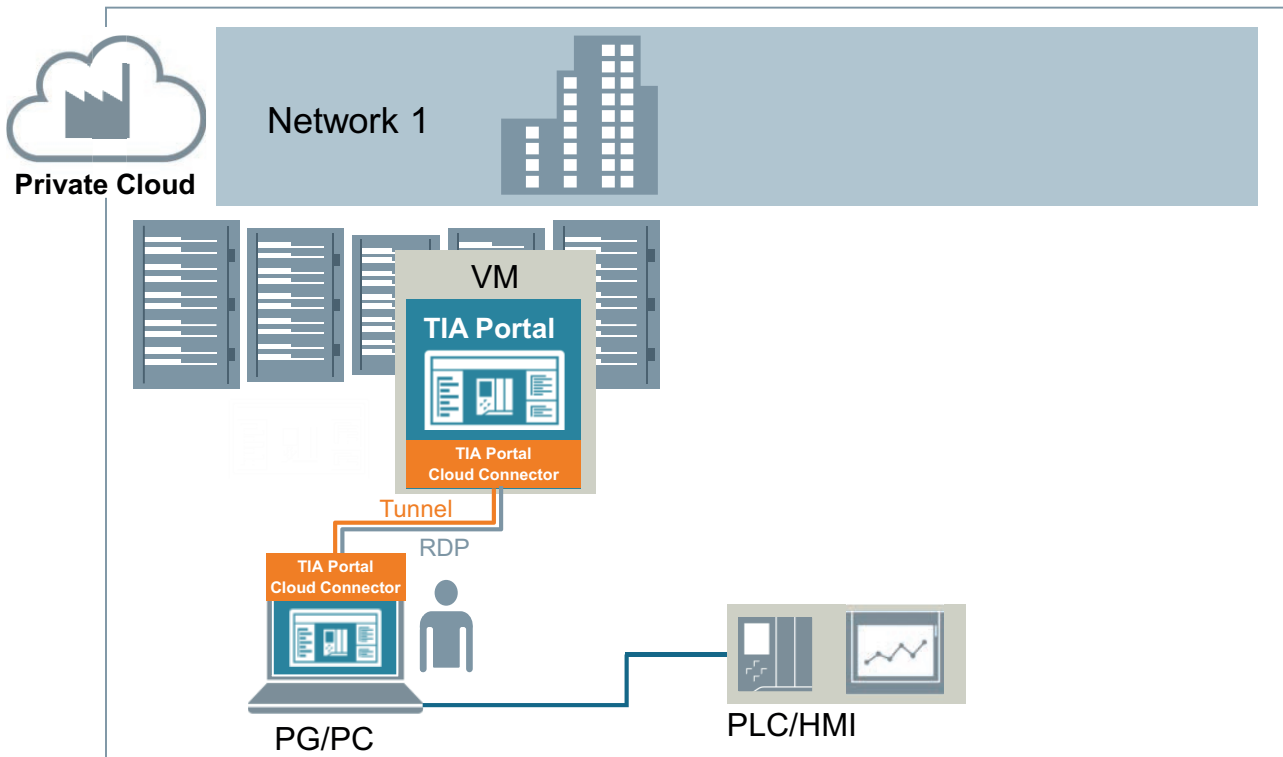 Network 1
Private Cloud
VM
TIA Portal
TIA Portal
Cloud Connector
Tunnel
RDP
TIA Portal
Cloud Connector
PG/PC
PLC/HMI